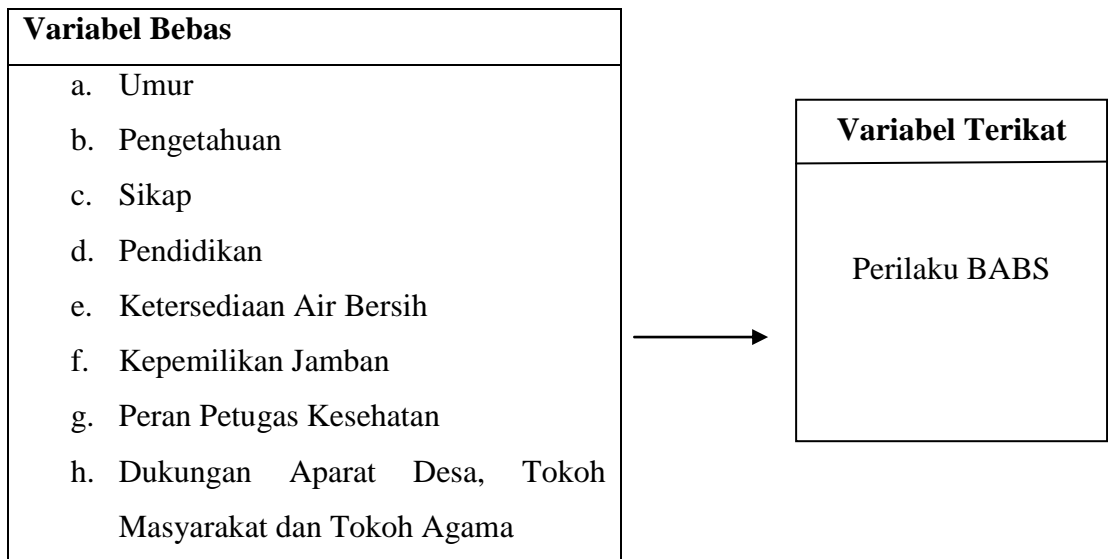 Variabel Bebas
a. Umur
b. Pengetahuan
c. Sikap
d. Pendidikan
e. Ketersediaan Air Bersih
f. Kepemilikan Jamban
g. Peran Petugas Kesehatan
h. Dukungan Aparat Desa, Tokoh
Masyarakat dan Tokoh Agama
Variabel Terikat
Perilaku BABS